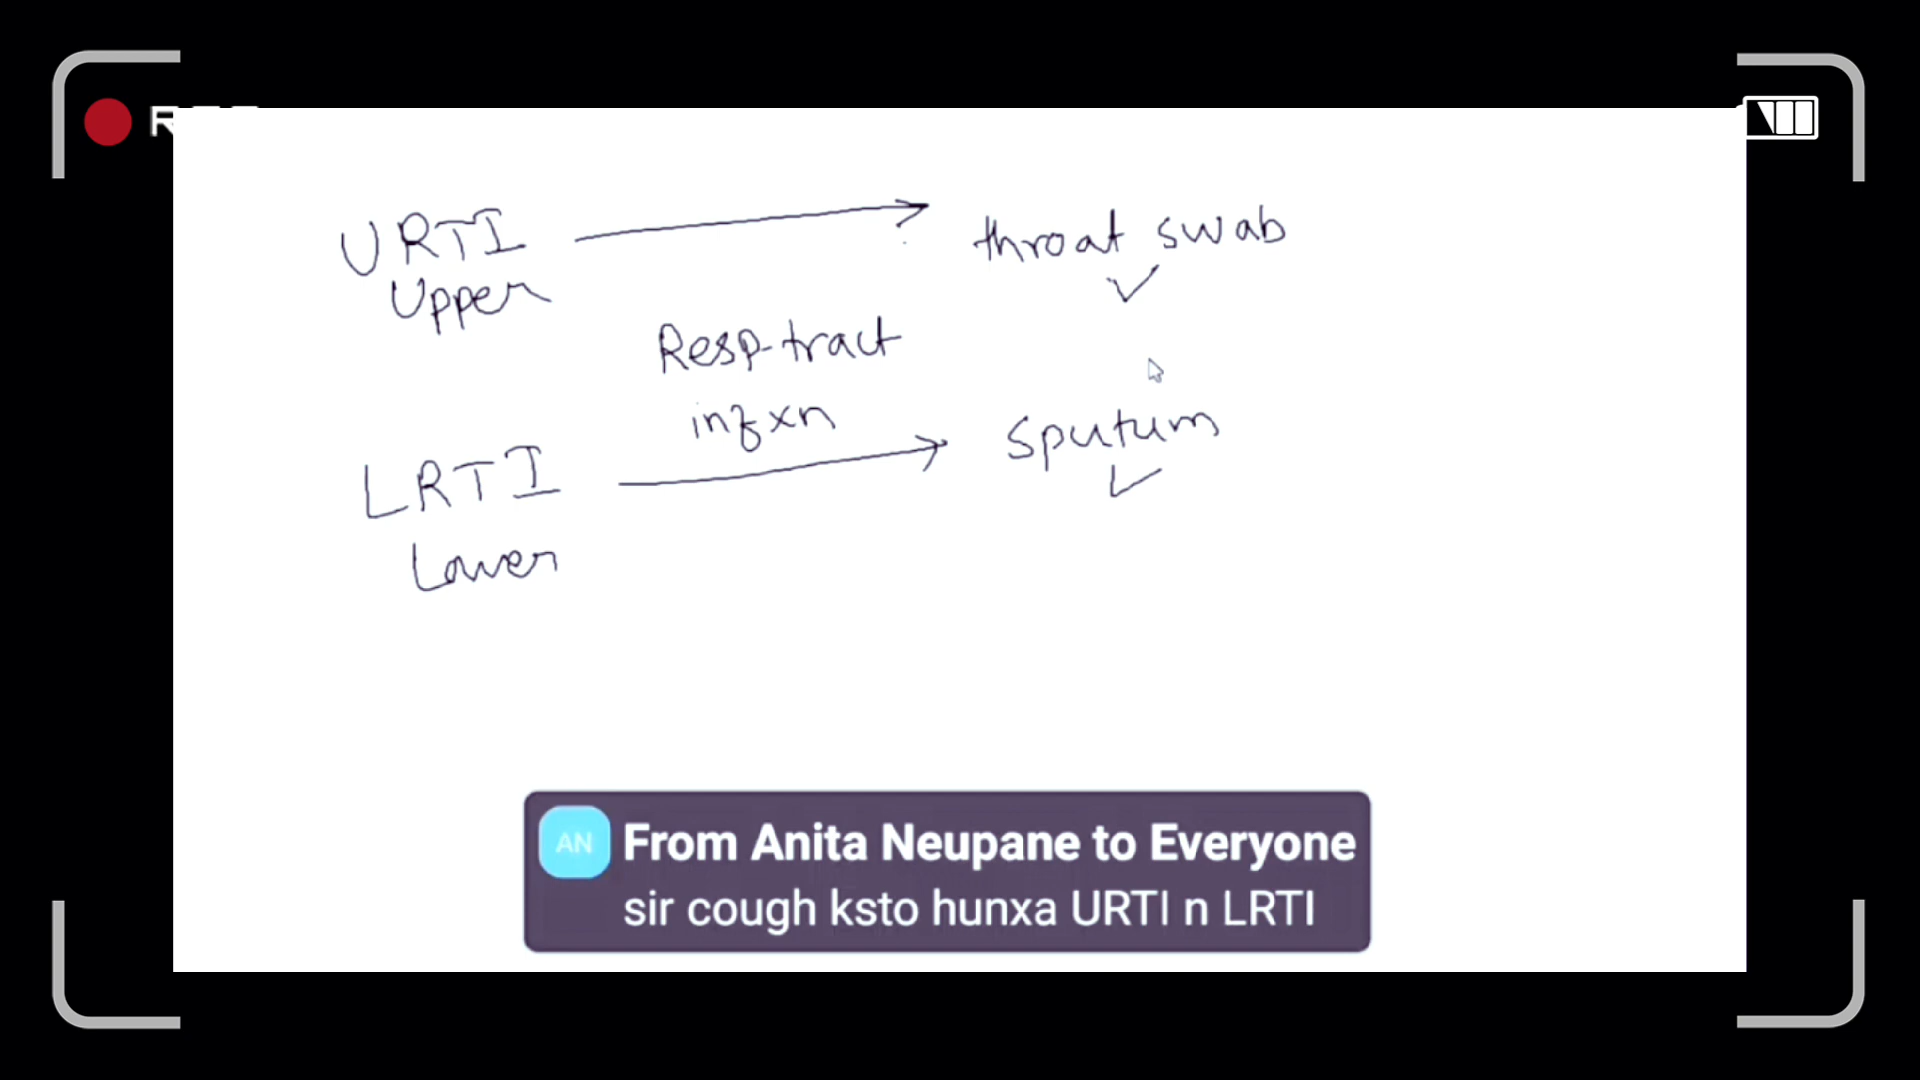 URTI → throat swab
Upper
Resp. tract
infxn
LRTI → sputum
Lower
AN From Anita Neupane to Everyone
sir cough ksto hunxa URTI n LRTI